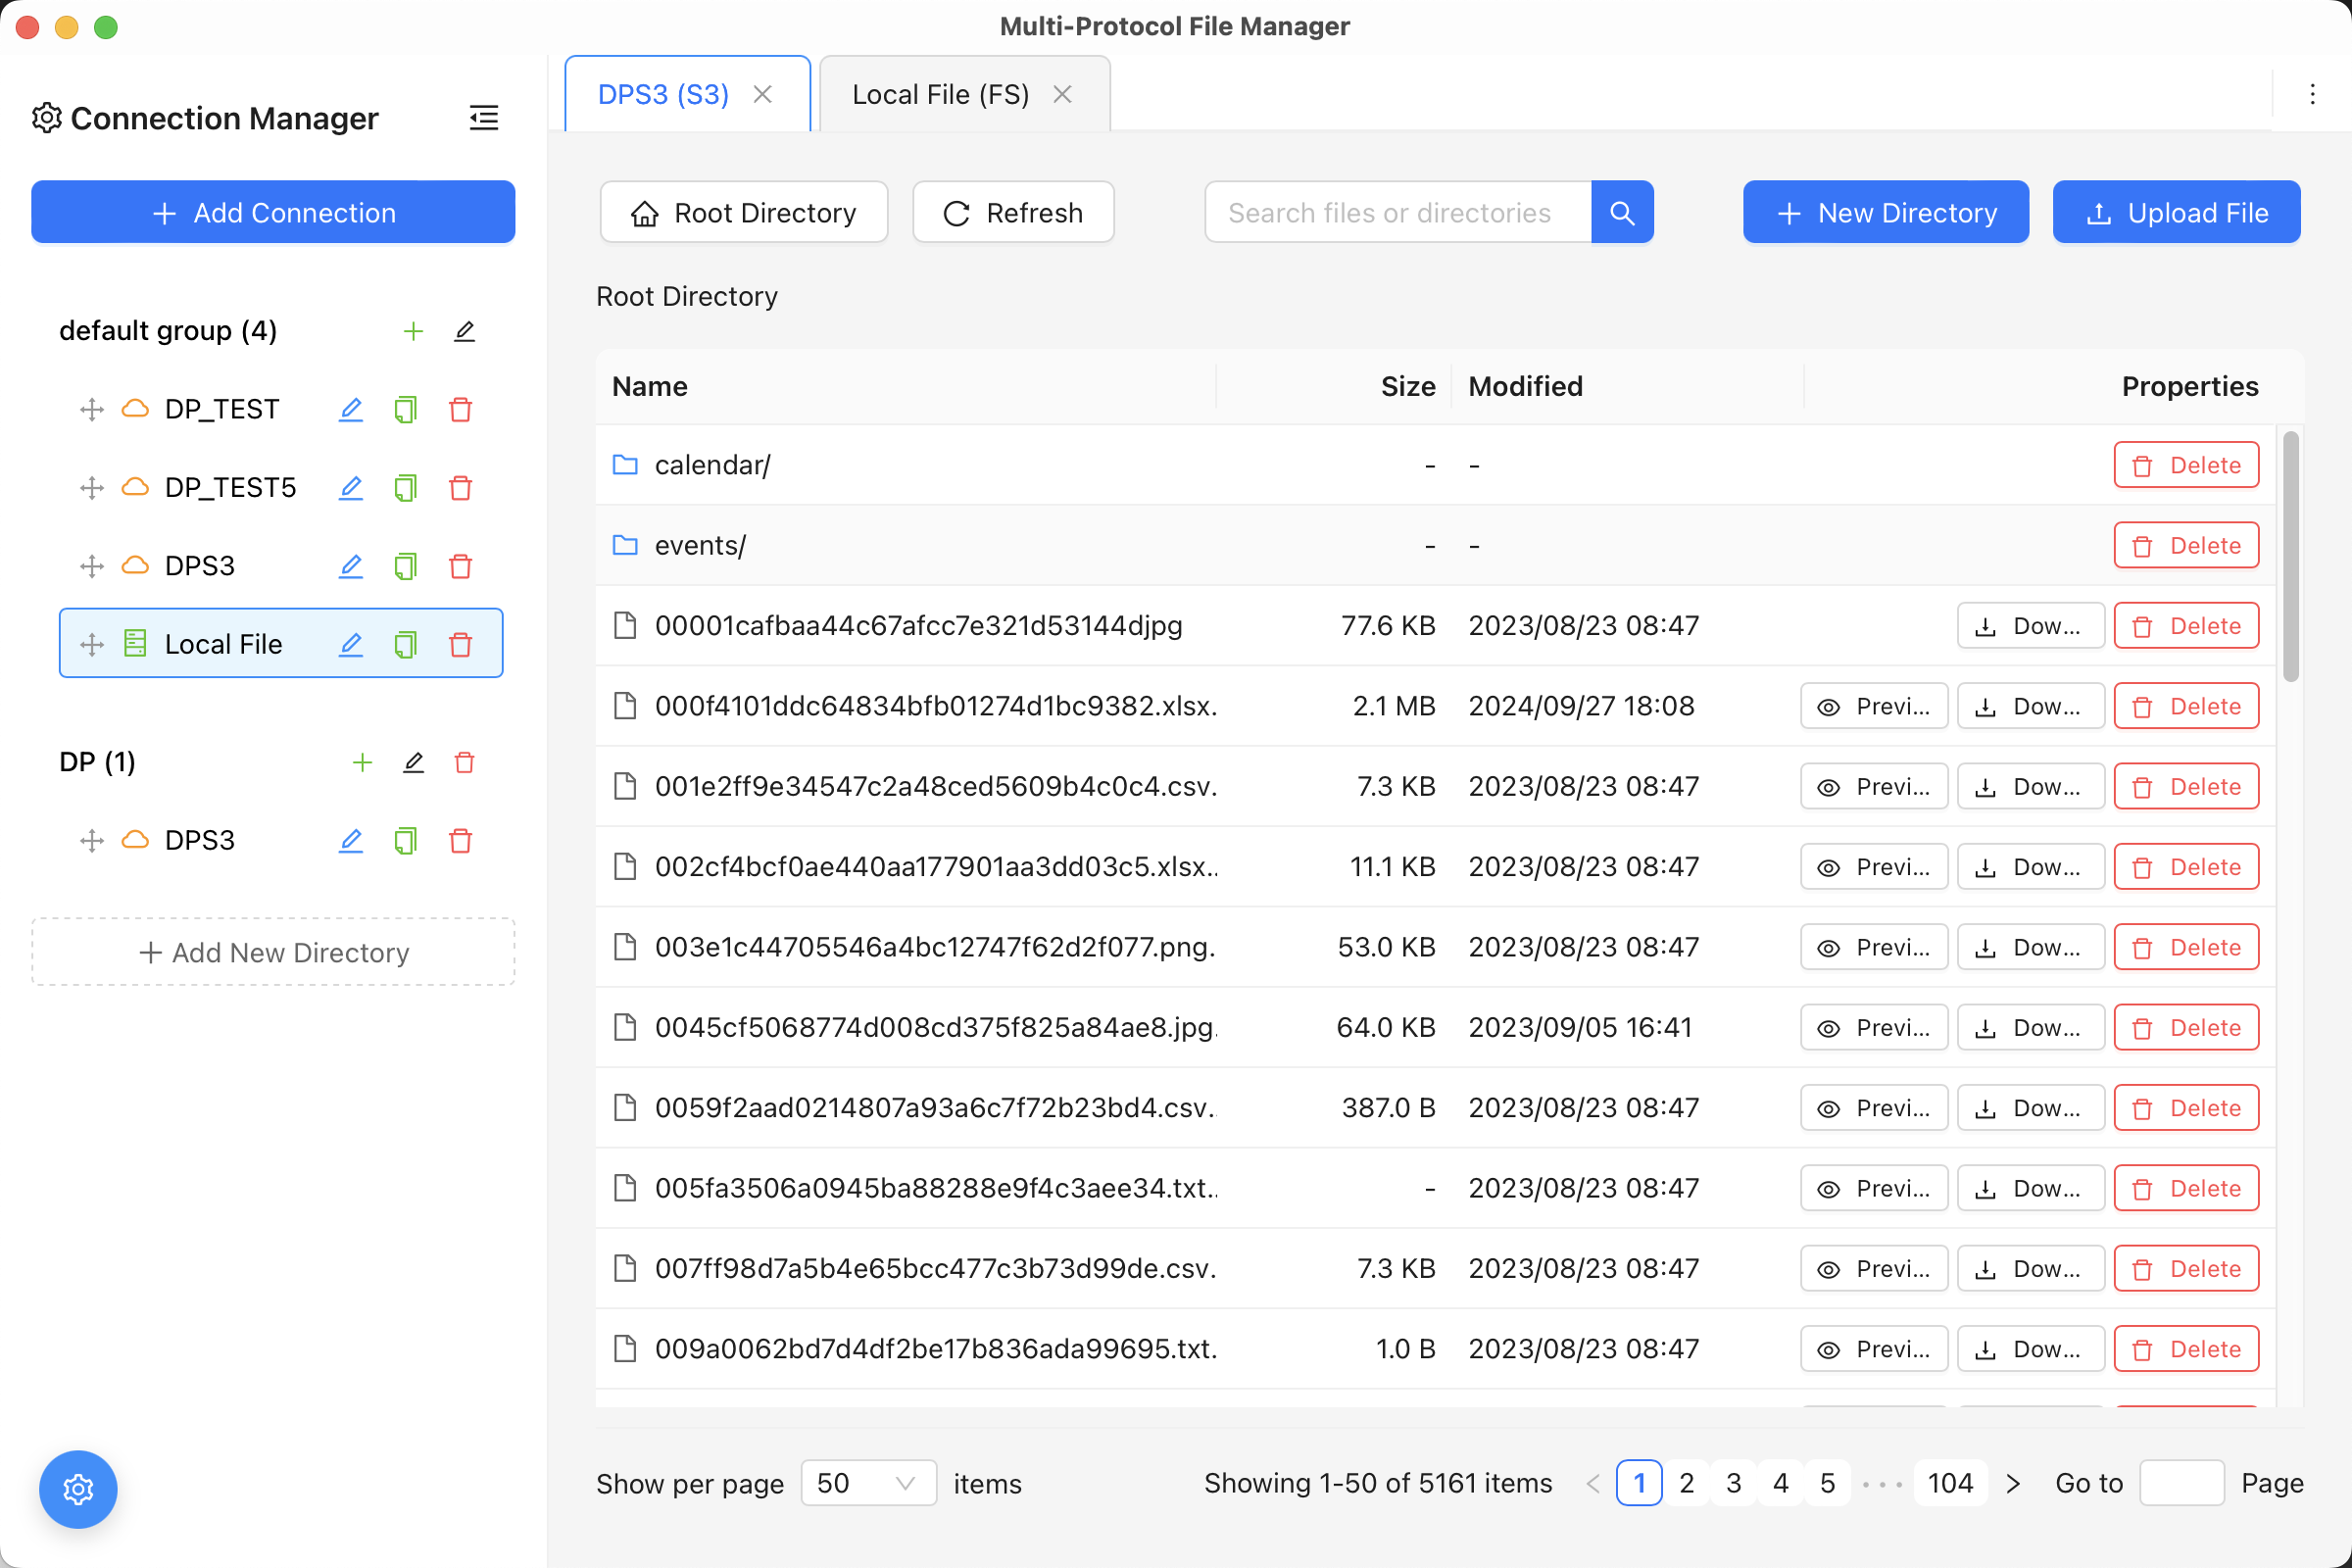 Multi-Protocol File Manager
Connection Manager
Add Connection
default group (4)
DP_TEST
DP_TEST5
DPS3
Local File
DP (1)
DPS3
Add New Directory
DPS3 (S3)
Local File (FS)
Root Directory
Refresh
Search files or directories
New Directory
Upload File
Root Directory
Name Size Modified Properties
calendar/ - - Delete
events/ - - Delete
00001cafbaa44c67afcc7e321d53144djpg 77.6 KB 2023/08/23 08:47 Dow... Delete
000f4101ddc64834bfb01274d1bc9382.xlsx. 2.1 MB 2024/09/27 18:08 Previ... Dow... Delete
001e2ff9e34547c2a48ced5609b4c0c4.csv. 7.3 KB 2023/08/23 08:47 Previ... Dow... Delete
002cf4bcf0ae440aa177901aa3dd03c5.xlsx.. 11.1 KB 2023/08/23 08:47 Previ... Dow... Delete
003e1c44705546a4bc12747f62d2f077.png. 53.0 KB 2023/08/23 08:47 Previ... Dow... Delete
0045cf5068774d008cd375f825a84ae8.jpg. 64.0 KB 2023/09/05 16:41 Previ... Dow... Delete
0059f2aad0214807a93a6c7f72b23bd4.csv. 387.0 B 2023/08/23 08:47 Previ... Dow... Delete
005fa3506a0945ba88288e9f4c3aee34.txt.. - 2023/08/23 08:47 Previ... Dow... Delete
007ff98d7a5b4e65bcc477c3b73d99de.csv. 7.3 KB 2023/08/23 08:47 Previ... Dow... Delete
009a0062bd7d4df2be17b836ada99695.txt. 1.0 B 2023/08/23 08:47 Previ... Dow... Delete
Show per page 50 items Showing 1-50 of 5161 items < 1 2 3 4 5 ··· 104 > Go to Page